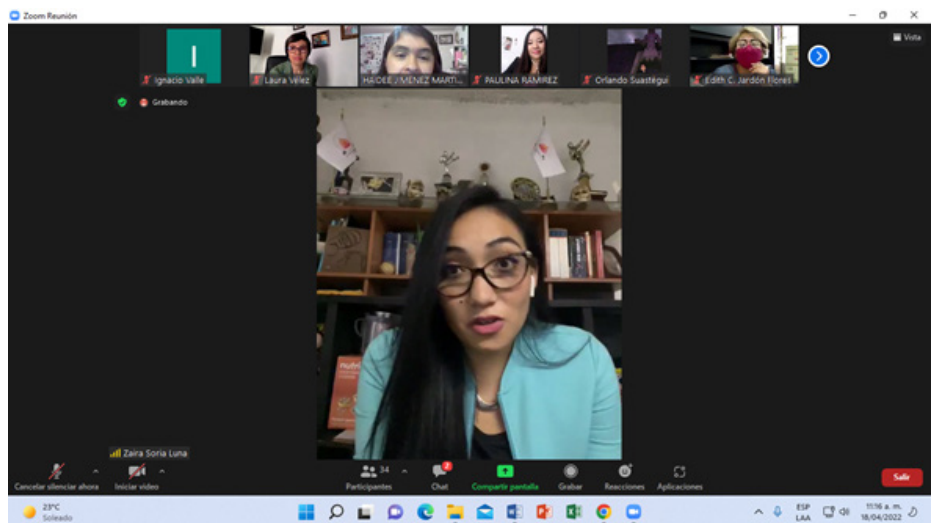 Zoom Reunión
Vista
Ignacio Valle
Laura Vélez
HAIDEE JIMENEZ MARTI...
PAULINA RAMIREZ
Orlando Suastegui
Edith C. Jardón Flores
Grabando
Zaira Soria Luna
Cancelar silenciar ahora
Iniciar video
34
Participantes
2
Chat
Compartir pantalla
Grabar
Reacciones
Aplicaciones
Salir
23°C
Soleado
ESP
LAA
11:16 a. m.
18/04/2022